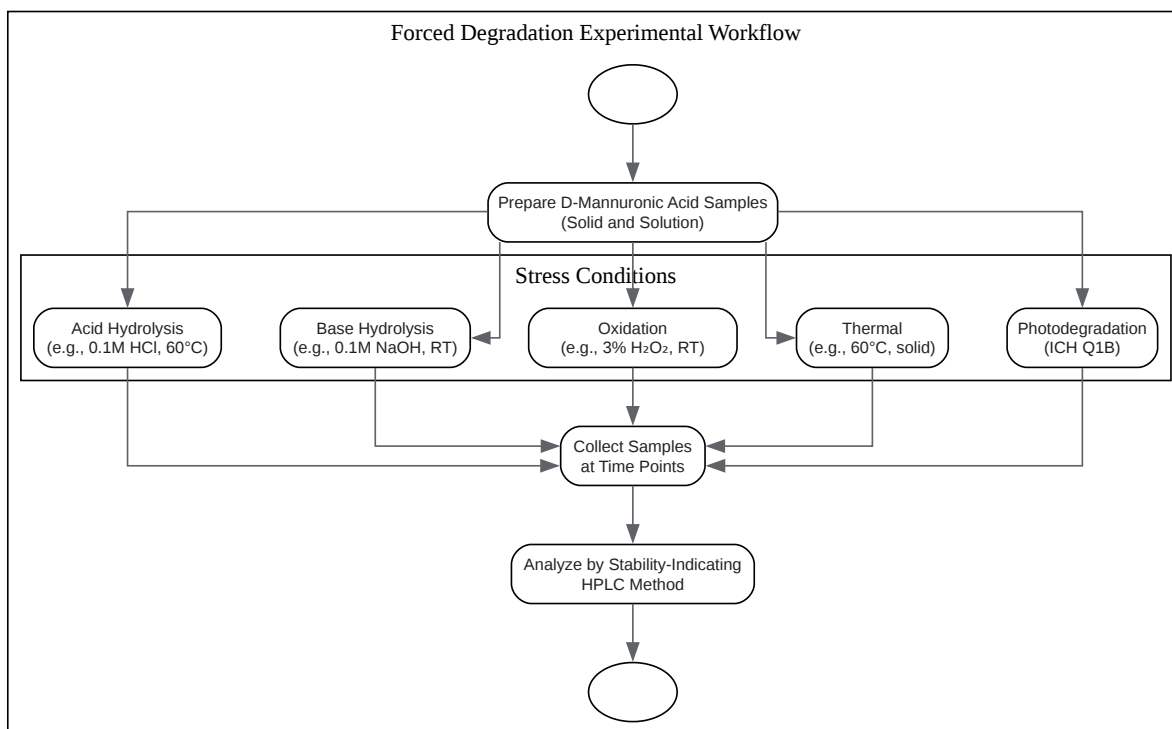 Forced Degradation Experimental Workflow
Prepare D-Mannuronic Acid Samples
(Solid and Solution)
Stress Conditions
Acid Hydrolysis
(e.g., 0.1M HCl, 60°C)
Base Hydrolysis
(e.g., 0.1M NaOH, RT)
Oxidation
(e.g., 3% H₂O₂, RT)
Thermal
(e.g., 60°C, solid)
Photodegradation
(ICH Q1B)
Collect Samples
at Time Points
Analyze by Stability-Indicating
HPLC Method